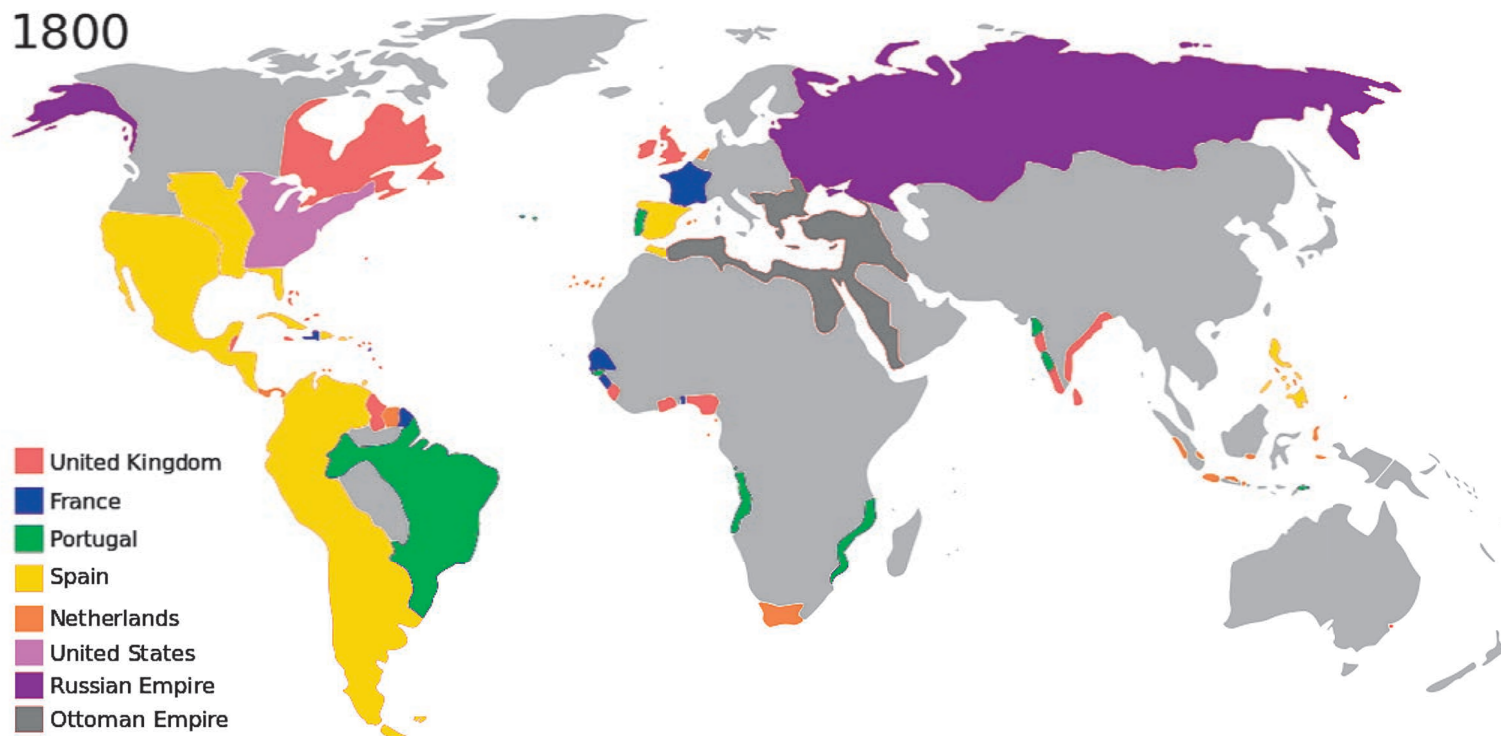 1800
United Kingdom
France
Portugal
Spain
Netherlands
United States
Russian Empire
Ottoman Empire